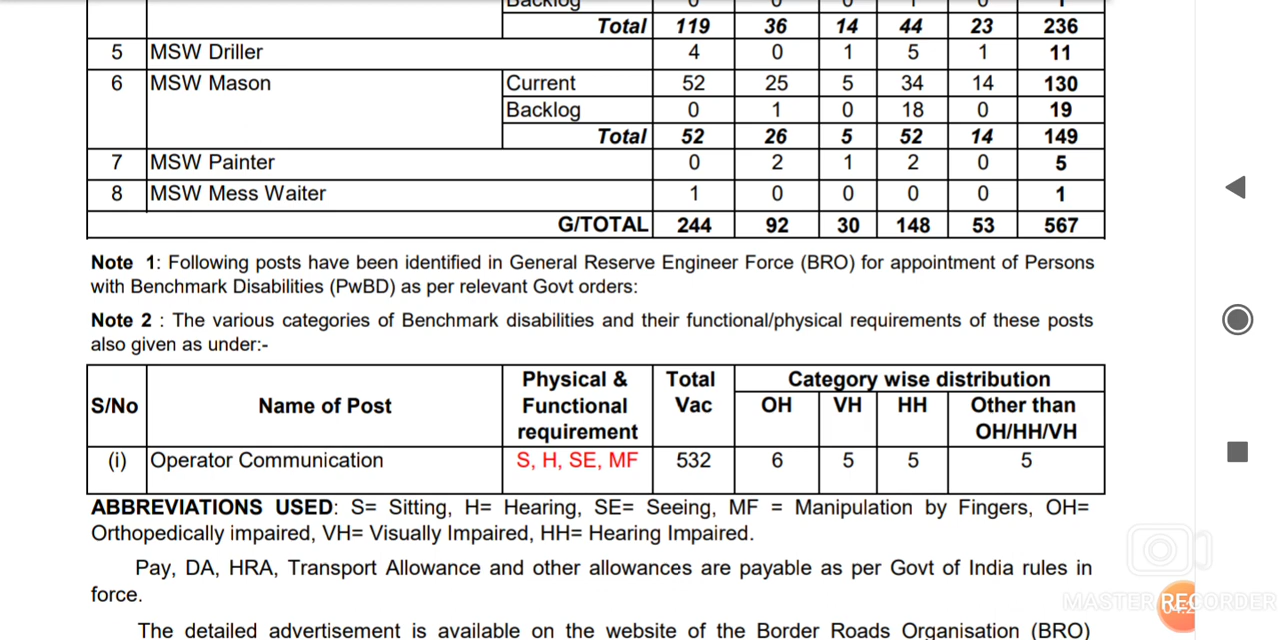 Backlog 0 0 0 1 0 1
Total 119 36 14 44 23 236
5 MSW Driller 4 0 1 5 1 11
6 MSW Mason Current 52 25 5 34 14 130
Backlog 0 1 0 18 0 19
Total 52 26 5 52 14 149
7 MSW Painter 0 2 1 2 0 5
8 MSW Mess Waiter 1 0 0 0 0 1
G/TOTAL 244 92 30 148 53 567
Note 1: Following posts have been identified in General Reserve Engineer Force (BRO) for appointment of Persons
with Benchmark Disabilities (PwBD) as per relevant Govt orders:
Note 2 : The various categories of Benchmark disabilities and their functional/physical requirements of these posts
also given as under:-
S/No Name of Post Physical & Functional requirement Total Vac Category wise distribution
OH VH HH Other than OH/HH/VH
(i) Operator Communication S, H, SE, MF 532 6 5 5 5
ABBREVIATIONS USED: S= Sitting, H= Hearing, SE= Seeing, MF = Manipulation by Fingers, OH=
Orthopedically impaired, VH= Visually Impaired, HH= Hearing Impaired.
Pay, DA, HRA, Transport Allowance and other allowances are payable as per Govt of India rules in
force.
The detailed advertisement is available on the website of the Border Roads Organisation (BRO)
MASTER RECORDER